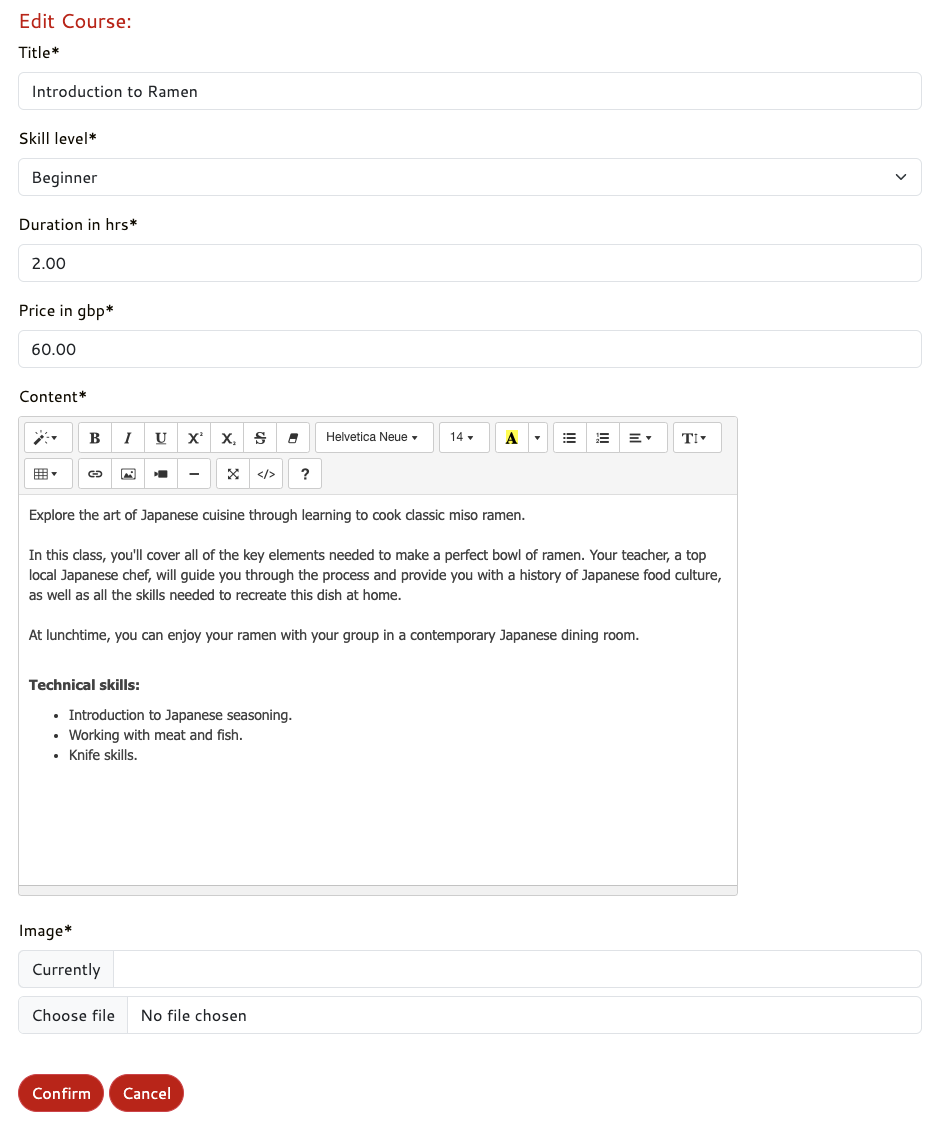 Edit Course:
Title*
Introduction to Ramen
Skill level*
Beginner
Duration in hrs*
2.00
Price in gbp*
60.00
Content*
B I U X² X₂ S Helvetica Neue 14 A TI
</> ?
Explore the art of Japanese cuisine through learning to cook classic miso ramen.
In this class, you'll cover all of the key elements needed to make a perfect bowl of ramen. Your teacher, a top
local Japanese chef, will guide you through the process and provide you with a history of Japanese food culture,
as well as all the skills needed to recreate this dish at home.
At lunchtime, you can enjoy your ramen with your group in a contemporary Japanese dining room.
Technical skills:
• Introduction to Japanese seasoning.
• Working with meat and fish.
• Knife skills.
Image*
Currently
Choose file No file chosen
Confirm Cancel